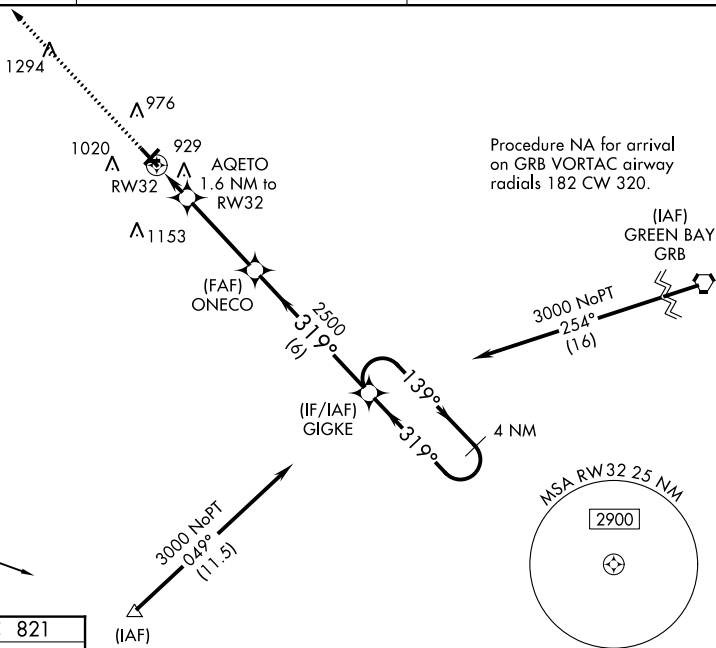 1294
976
1020
929
RW32
AQETO
1.6 NM to
RW32
1153
Procedure NA for arrival
on GRB VORTAC airway
radials 182 CW 320.
(IAF)
GREEN BAY
GRB
(FAF)
ONECO
2500
319°
(6)
3000 NoPT
254°
(16)
(IF/IAF)
GIGKE
139°
319°
4 NM
MSA RW32 25 NM
2900
3000 NoPT
049°
(11.5)
821
(IAF)